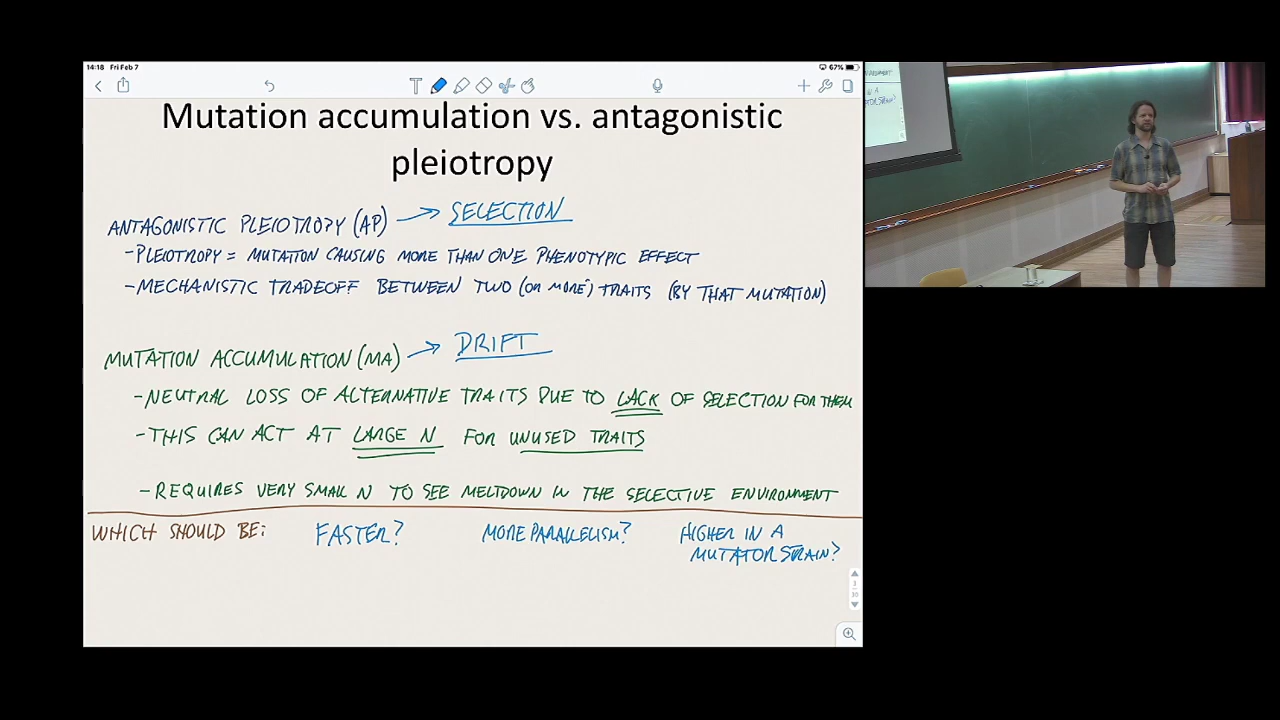 14:18 Fri Feb 7
67%
Mutation accumulation vs. antagonistic
pleiotropy
ANTAGONISTIC PLEIOTROPY (AP) → SELECTION
- PLEIOTROPY = MUTATION CAUSING MORE THAN ONE PHENOTYPIC EFFECT
- MECHANISTIC TRADEOFF BETWEEN TWO (OR MORE) TRAITS (BY THAT MUTATION)
MUTATION ACCUMULATION (MA) → DRIFT
- NEUTRAL LOSS OF ALTERNATIVE TRAITS DUE TO LACK OF SELECTION FOR THEM
- THIS CAN ACT AT LARGE N FOR UNUSED TRAITS
- REQUIRES VERY SMALL N TO SEE MELTDOWN IN THE SELECTIVE ENVIRONMENT
WHICH SHOULD BE: FASTER? MORE PARALLELISM? HIGHER IN A
MUTATOR STRAIN?